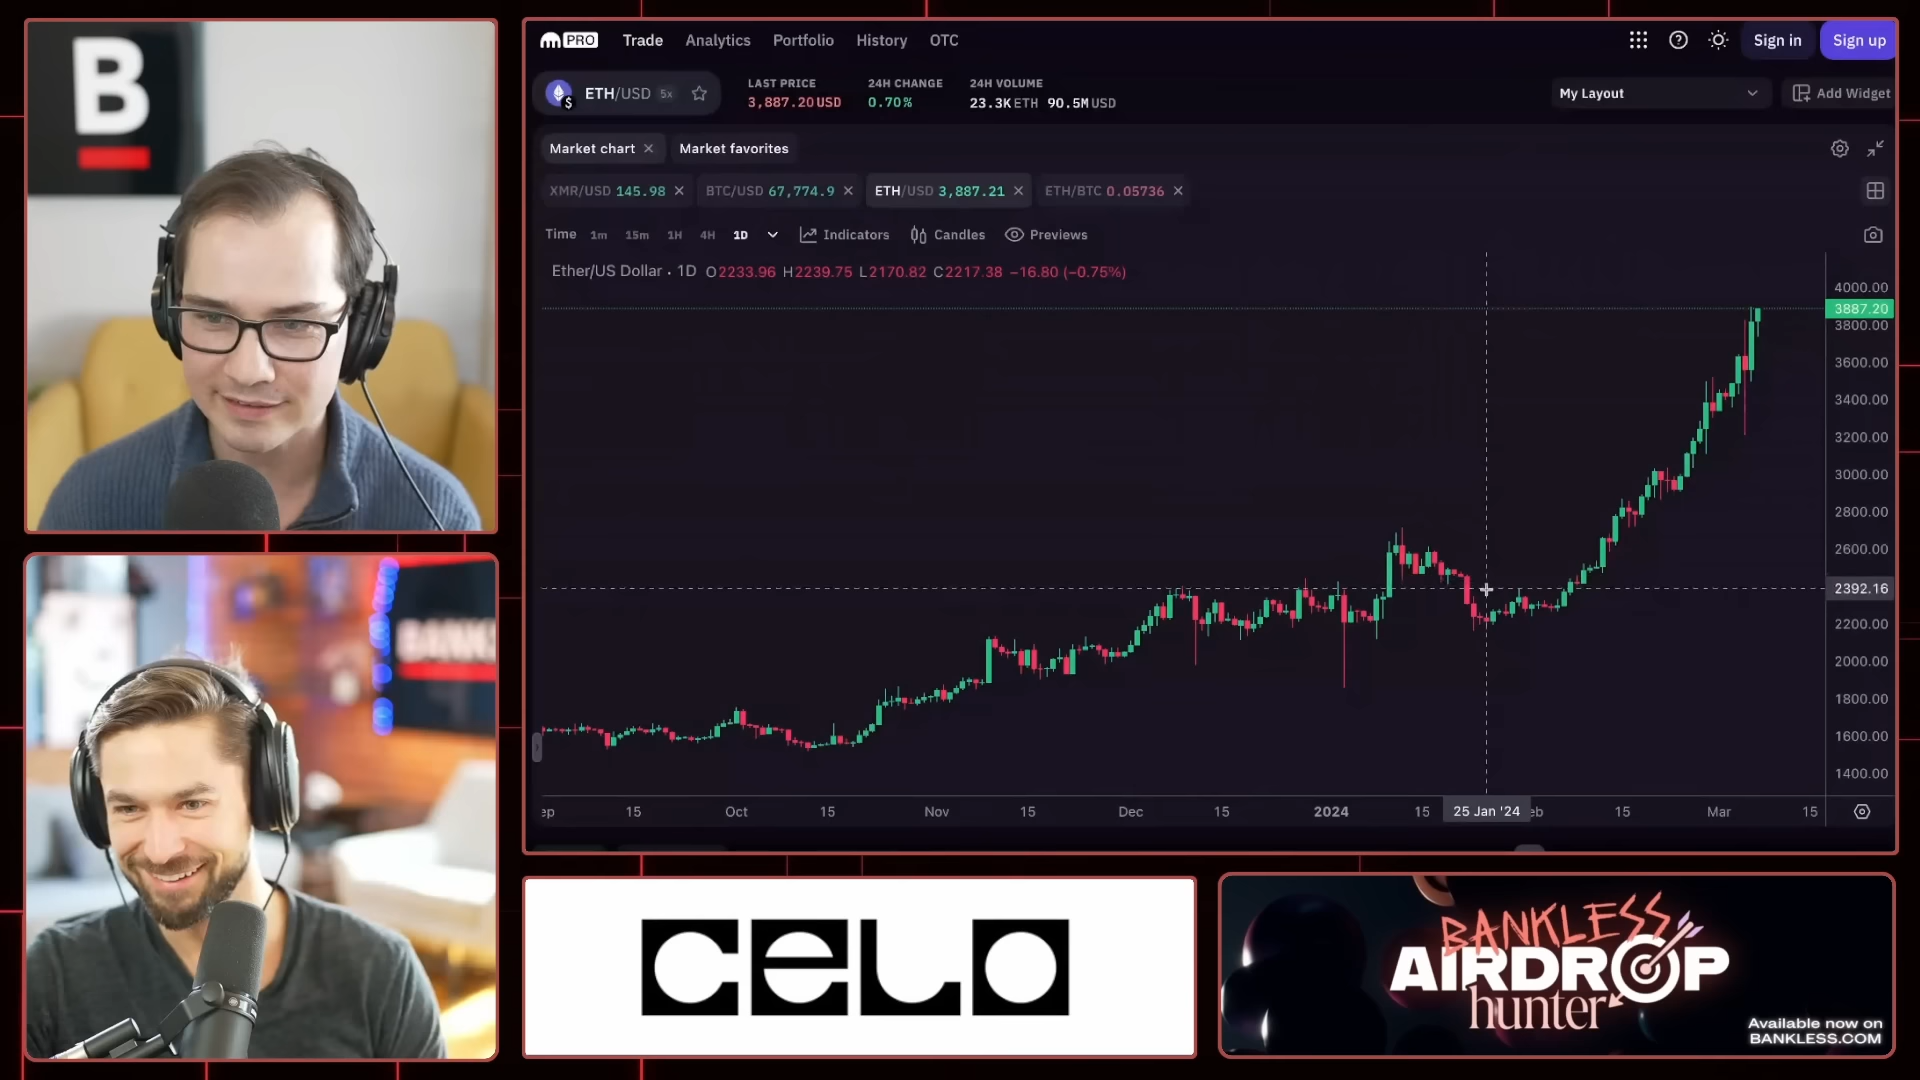 B
BANKL
PRO Trade Analytics Portfolio History OTC Sign in Sign up
ETH/USD 5x
LAST PRICE
3,887.20 USD
24H CHANGE
0.70%
24H VOLUME
23.3K ETH 90.5M USD
My Layout
Add Widget
Market chart Market favorites
XMR/USD 145.98 BTC/USD 67,774.9 ETH/USD 3,887.21 ETH/BTC 0.05736
Time 1m 15m 1H 4H 1D Indicators Candles Previews
Ether/US Dollar · 1D O2233.96 H2239.75 L2170.82 C2217.38 −16.80 (−0.75%)
4000.00
3887.20
3800.00
3600.00
3400.00
3200.00
3000.00
2800.00
2600.00
2392.16
2200.00
2000.00
1800.00
1600.00
1400.00
ep 15 Oct 15 Nov 15 Dec 15 2024 15 25 Jan '24 eb 15 Mar 15
CELO
BANKLESS
AIRDROP
hunter
Available now on
BANKLESS.COM